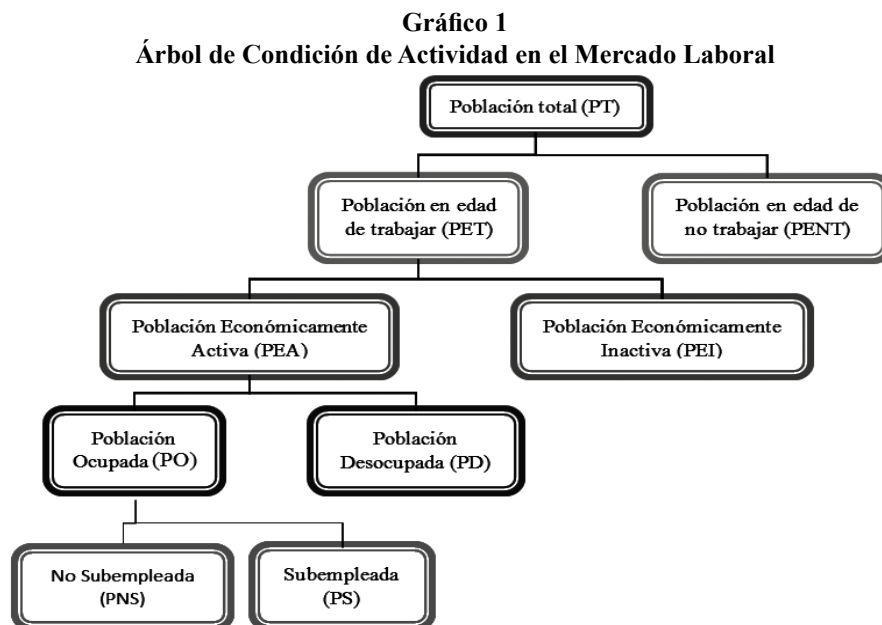 Gráfico 1
Árbol de Condición de Actividad en el Mercado Laboral
Población total (PT)
Población en edad
de trabajar (PET)
Población en edad de
no trabajar (PENT)
Población Económicamente
Activa (PEA)
Población Económicamente
Inactiva (PEI)
Población
Ocupada (PO)
Población
Desocupada (PD)
No Subempleada
(PNS)
Subempleada
(PS)